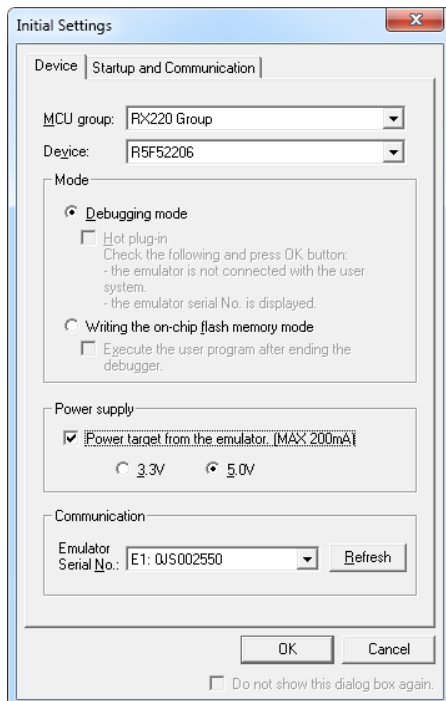 Initial Settings
Device
Startup and Communication
MCU group:
RX220 Group
Device:
R5F52206
Mode
Debugging mode
Hot plug-in
Check the following and press OK button:
- the emulator is not connected with the user
system.
- the emulator serial No. is displayed.
Writing the on-chip flash memory mode
Execute the user program after ending the
debugger.
Power supply
Power target from the emulator. (MAX 200mA)
3.3V
5.0V
Communication
Emulator
Serial No.:
E1: 0JS002550
Refresh
OK
Cancel
Do not show this dialog box again.